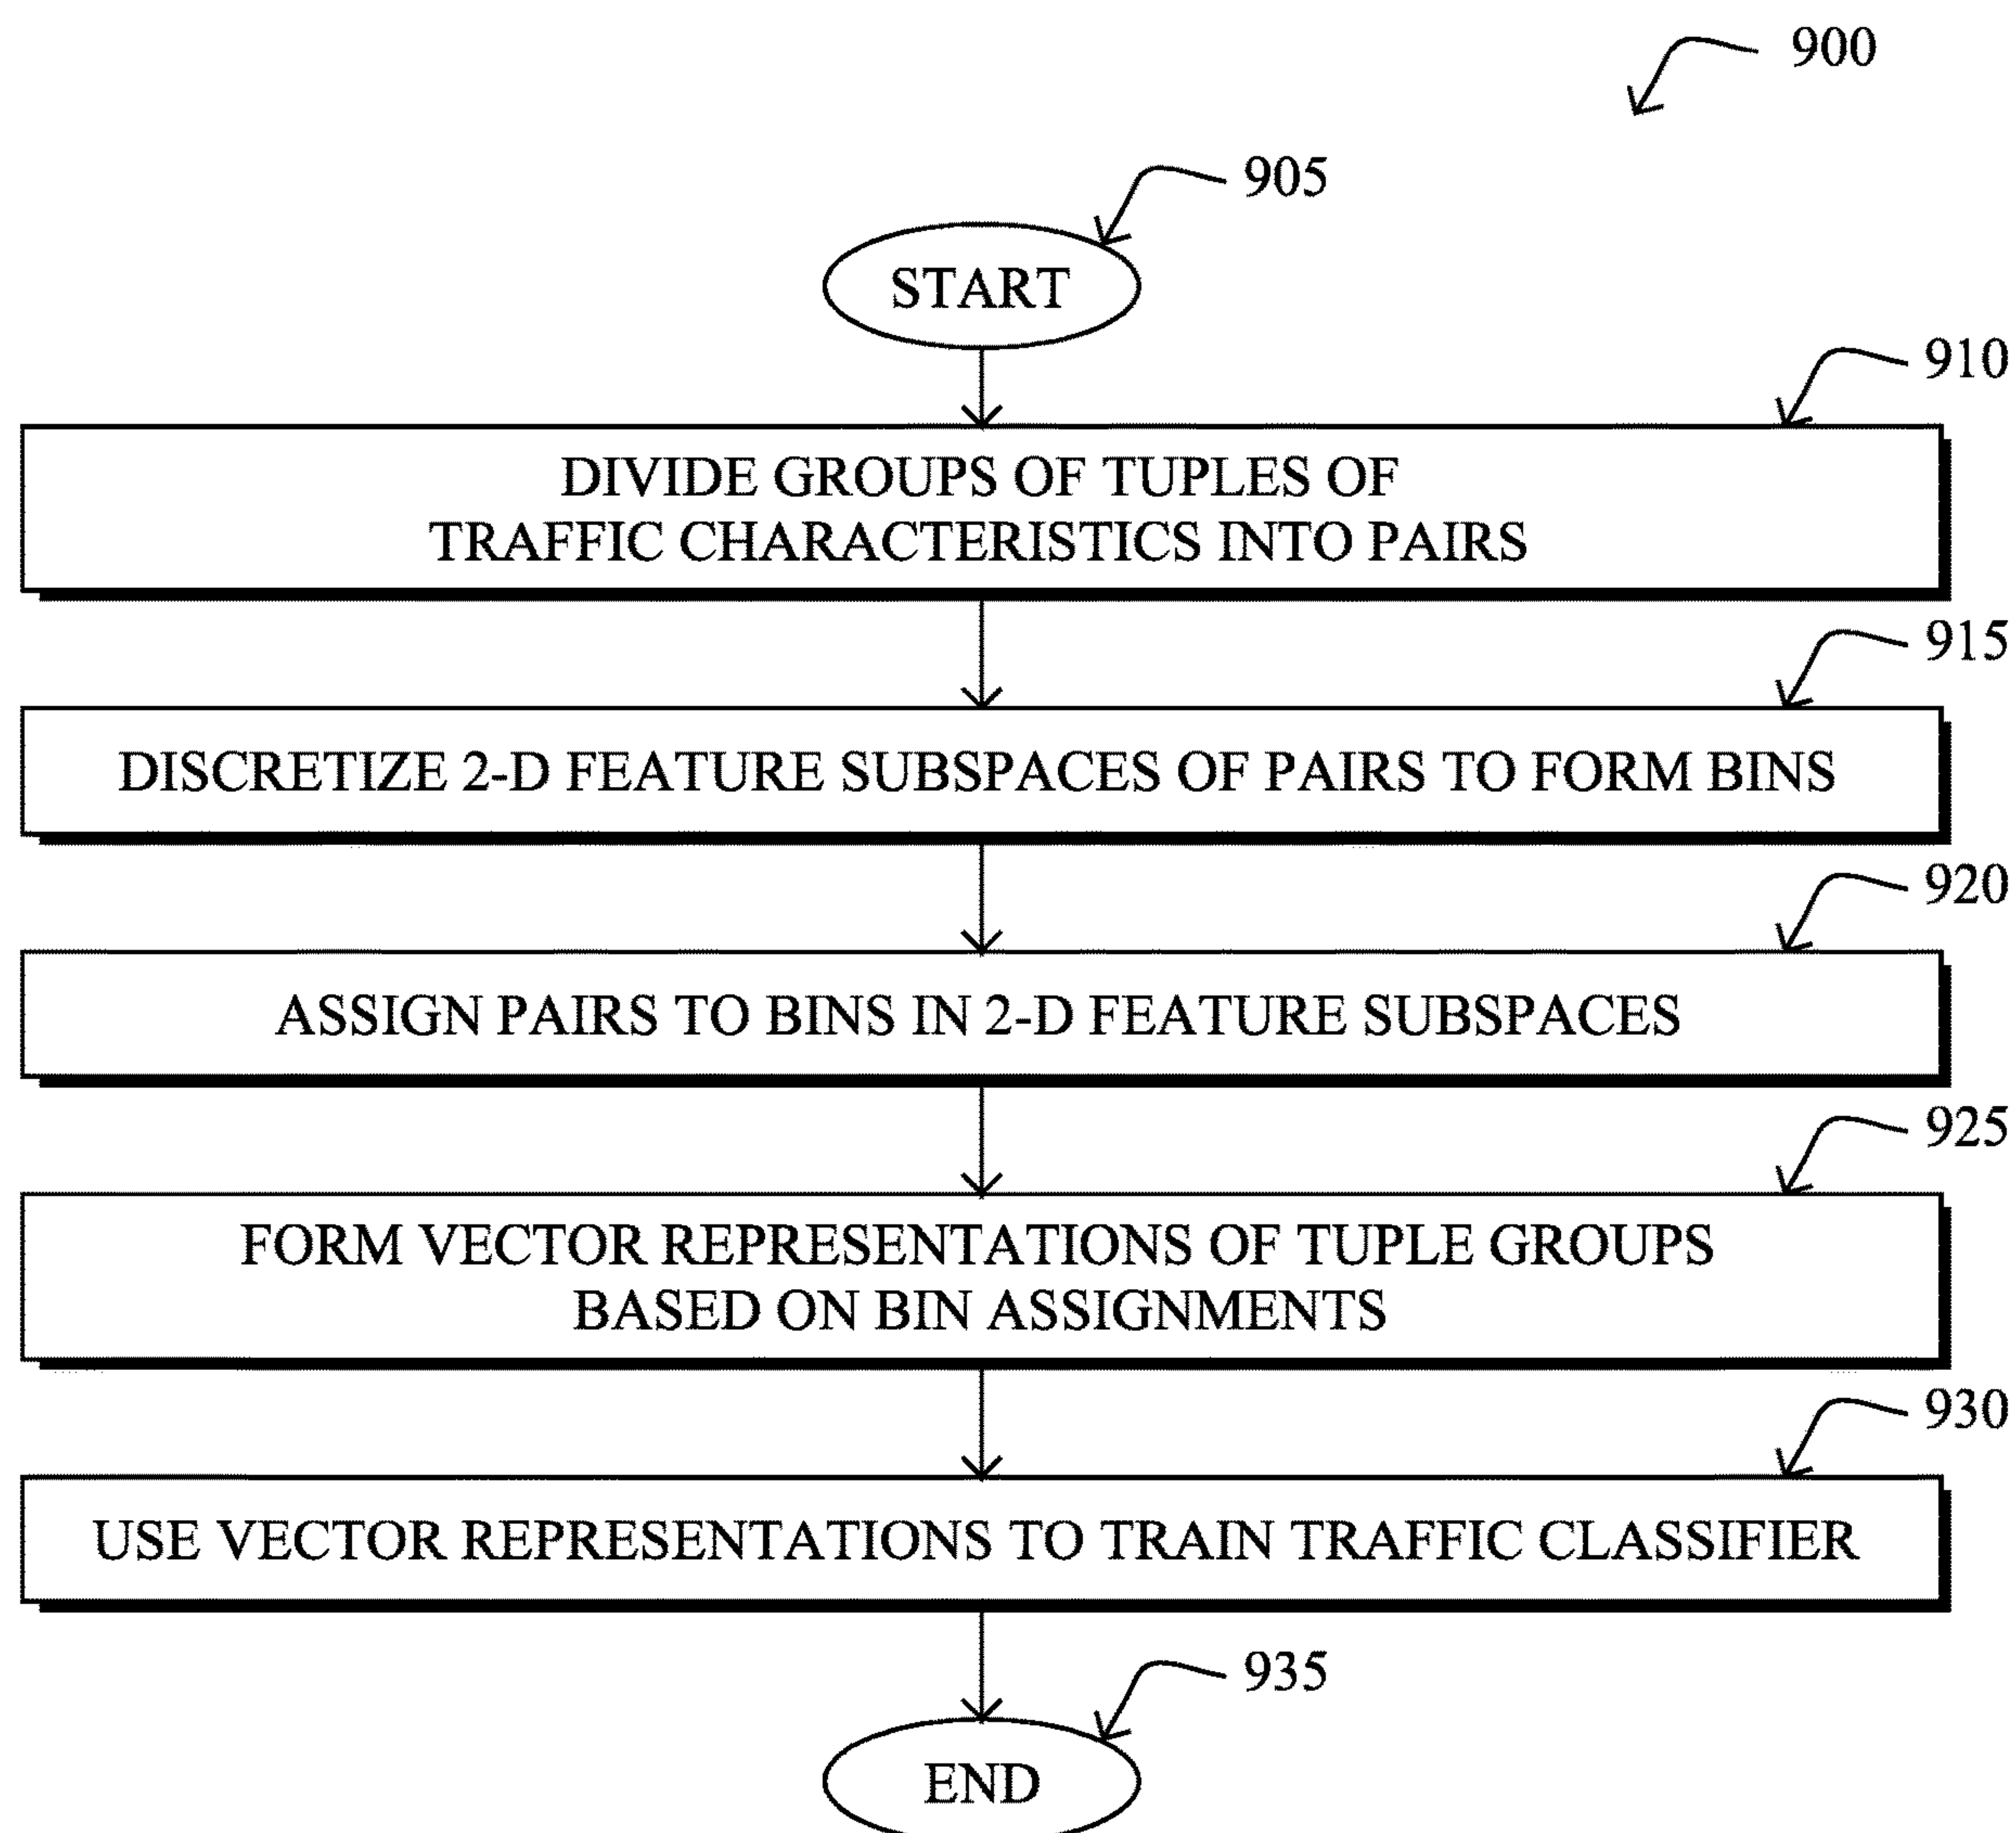 900
905
START
910
DIVIDE GROUPS OF TUPLES OF
TRAFFIC CHARACTERISTICS INTO PAIRS
915
DISCRETIZE 2-D FEATURE SUBSPACES OF PAIRS TO FORM BINS
920
ASSIGN PAIRS TO BINS IN 2-D FEATURE SUBSPACES
925
FORM VECTOR REPRESENTATIONS OF TUPLE GROUPS
BASED ON BIN ASSIGNMENTS
930
USE VECTOR REPRESENTATIONS TO TRAIN TRAFFIC CLASSIFIER
935
END